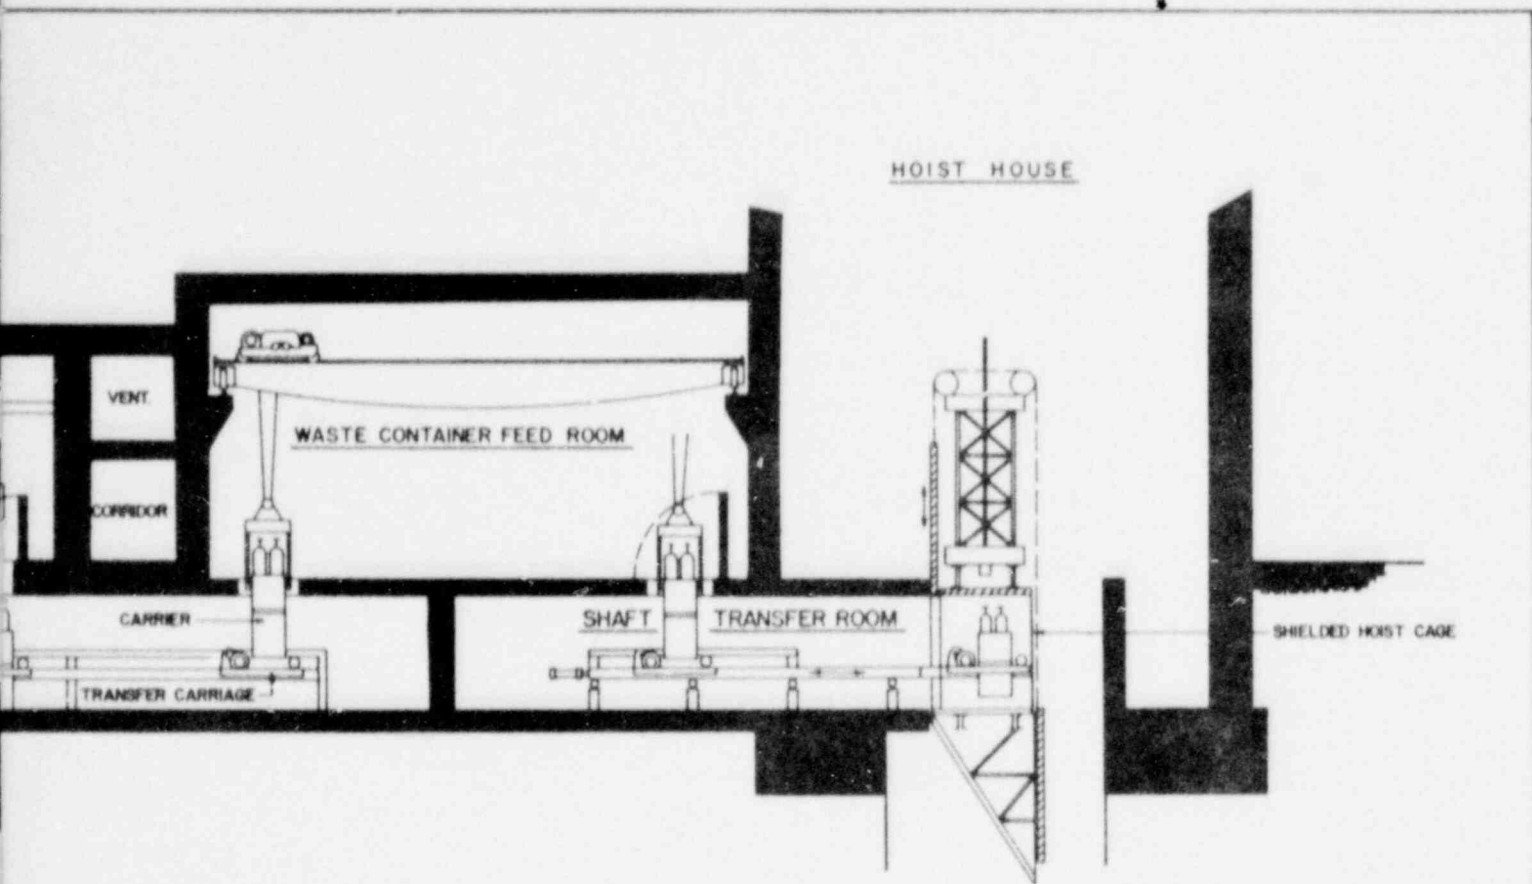 HOIST HOUSE
VENT.
WASTE CONTAINER FEED ROOM
CORRIDOR
CARRIER
SHAFT TRANSFER ROOM
SHIELDED HOIST CAGE
TRANSFER CARRIAGE